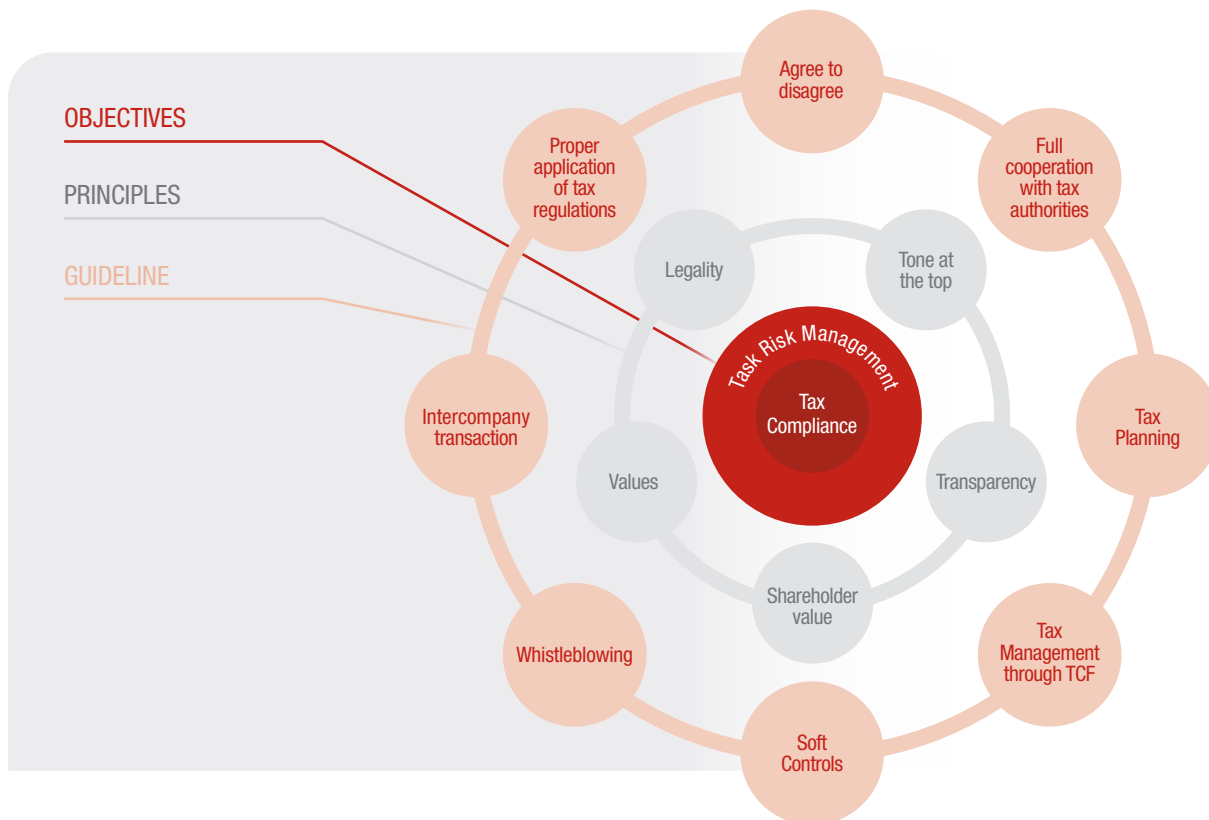 OBJECTIVES
PRINCIPLES
GUIDELINE
Agree to
disagree
Proper
application
of tax
regulations
Full
cooperation
with tax
authorities
Legality
Tone at
the top
Task Risk Management
Tax
Compliance
Intercompany
transaction
Tax
Planning
Values
Transparency
Shareholder
value
Whistleblowing
Tax
Management
through TCF
Soft
Controls